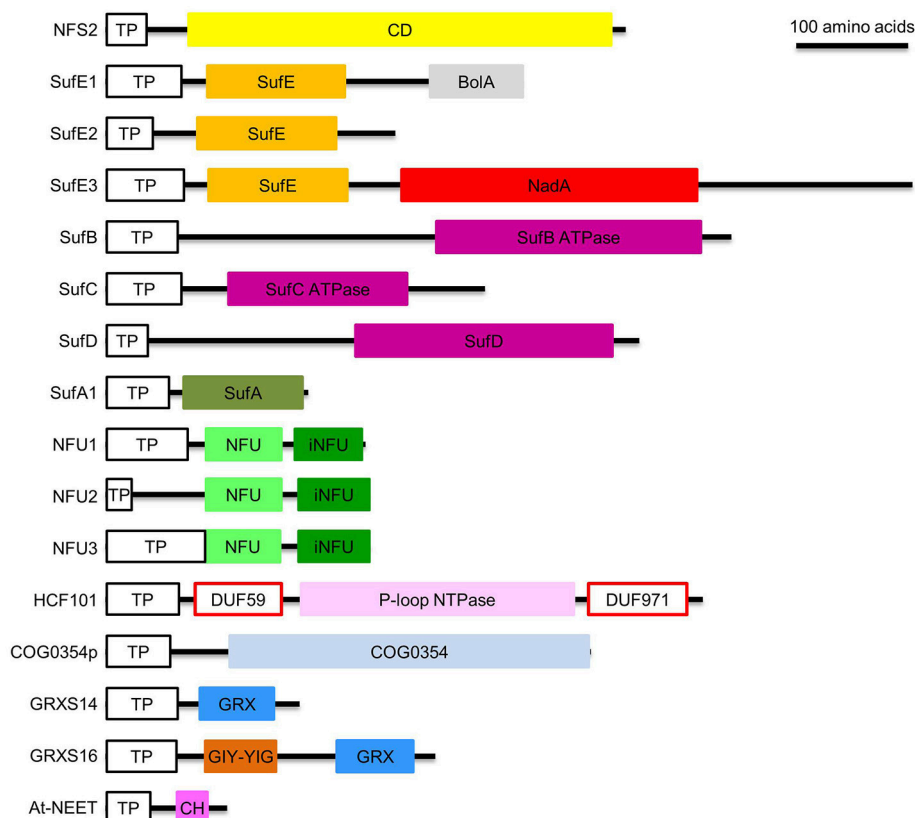 NFS2 TP CD
100 amino acids
SufE1 TP SufE BolA
SufE2 TP SufE
SufE3 TP SufE NadA
SufB TP SufB ATPase
SufC TP SufC ATPase
SufD TP SufD
SufA1 TP SufA
NFU1 TP NFU iNFU
NFU2 TP NFU iNFU
NFU3 TP NFU iNFU
HCF101 TP DUF59 P-loop NTPase DUF971
COG0354p TP COG0354
GRXS14 TP GRX
GRXS16 TP GIY-YIG GRX
At-NEET TP CH